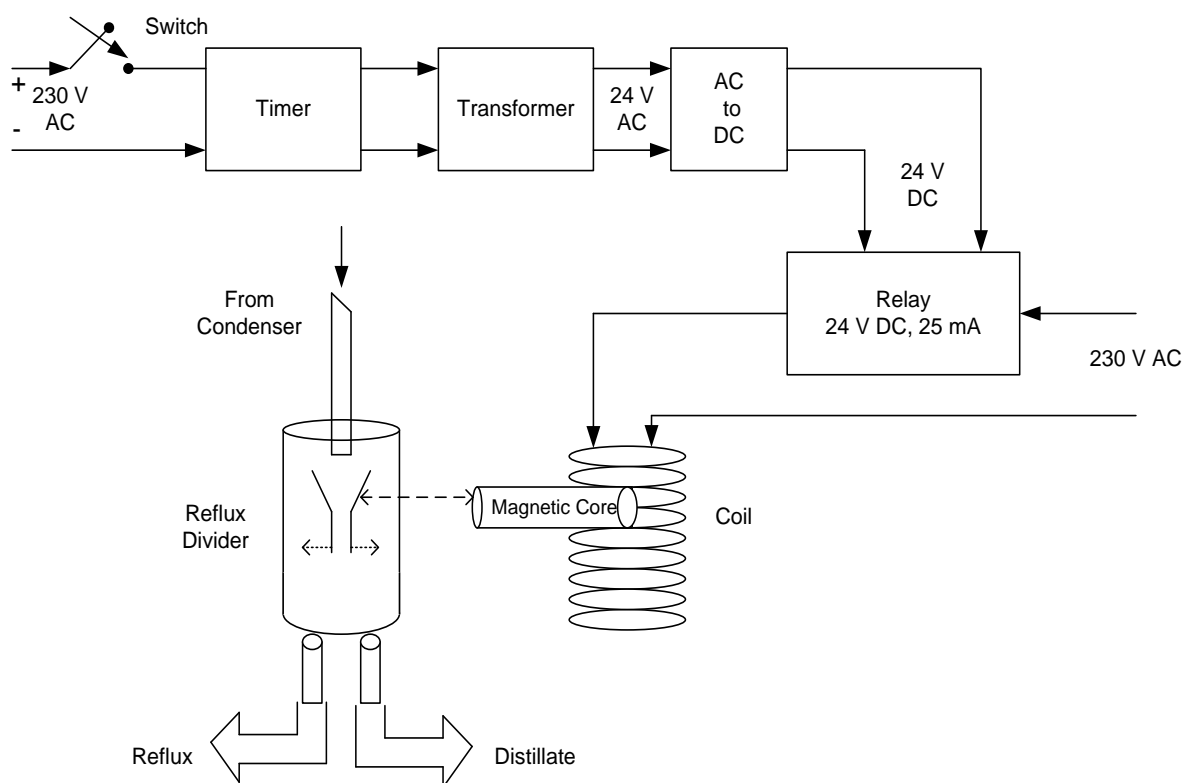 Switch
+
230 V
AC
-
Timer
Transformer
24 V
AC
AC
to
DC
24 V
DC
From
Condenser
Relay
24 V DC, 25 mA
230 V AC
Reflux
Divider
Magnetic Core
Coil
Reflux
Distillate